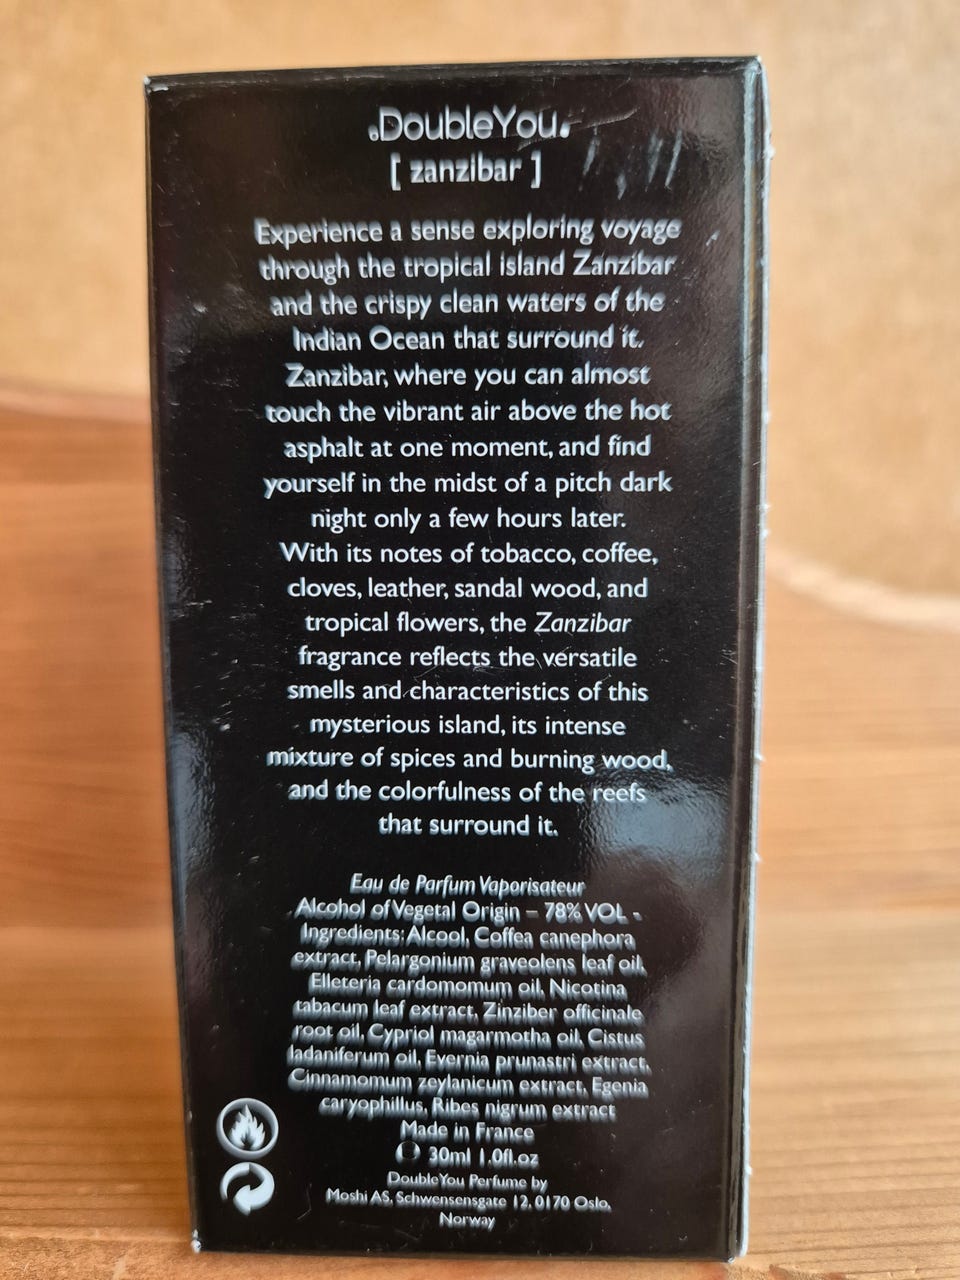 .DoubleYou.
[ zanzibar ]
Experience a sense exploring voyage
through the tropical island Zanzibar
and the crispy clean waters of the
Indian Ocean that surround it.
Zanzibar, where you can almost
touch the vibrant air above the hot
asphalt at one moment, and find
yourself in the midst of a pitch dark
night only a few hours later.
With its notes of tobacco, coffee,
cloves, leather, sandal wood, and
tropical flowers, the Zanzibar
fragrance reflects the versatile
smells and characteristics of this
mysterious island, its intense
mixture of spices and burning wood,
and the colorfulness of the reefs
that surround it.
Eau de Parfum Vaporisateur
Alcohol of Vegetal Origin – 78% VOL -
Ingredients: Alcool, Coffea canephora
extract, Pelargonium graveolens leaf oil,
Elleteria cardomomum oil, Nicotina
tabacum leaf extract, Zinziber officinale
root oil, Cypriol magarmotha oil, Cistus
ladaniferum oil, Evernia prunastri extract,
Cinnamomum zeylanicum extract, Egenia
caryophillus, Ribes nigrum extract
Made in France
30ml 1.0fl.oz
DoubleYou Perfume by
Moshi AS, Schwensensgate 12, 0170 Oslo,
Norway